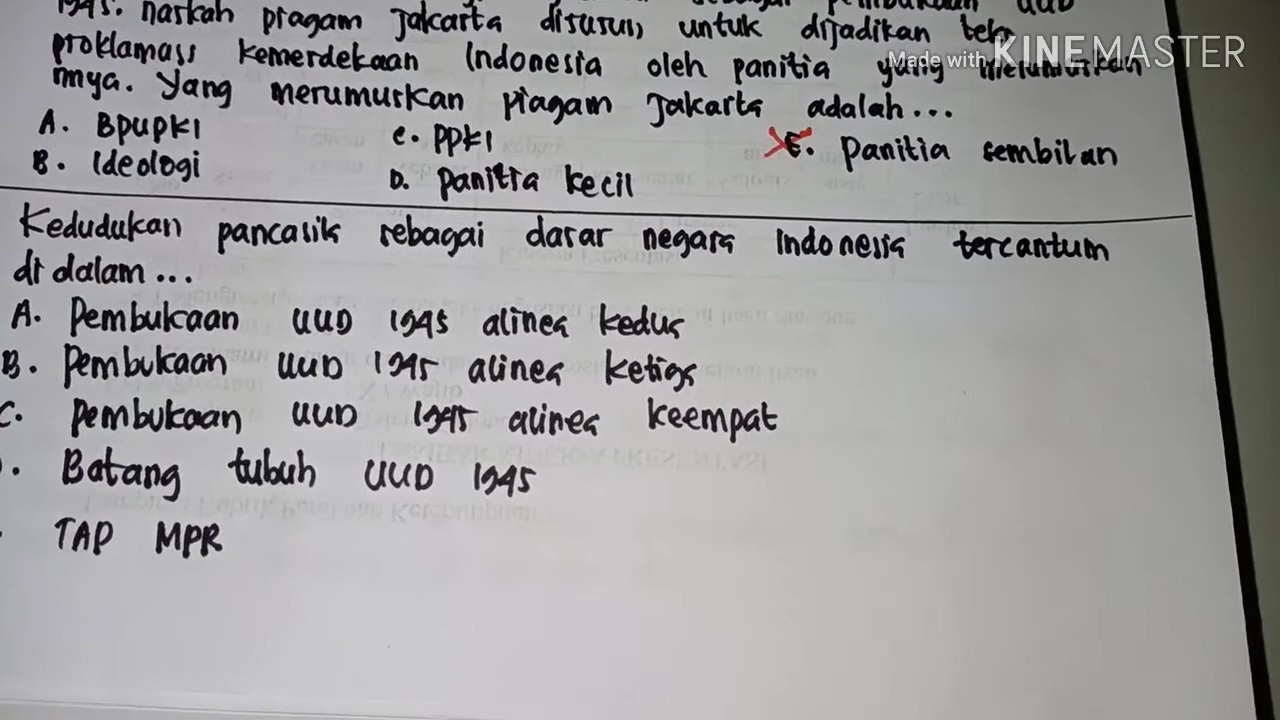 1945. Naskah piagam Jakarta disusun, untuk dijadikan teks
Made with KINEMASTER
proklamasi kemerdekaan Indonesia oleh panitia yang merumuskan
nnya. Yang merumuskan piagam Jakarta adalah...
A. BPUPKI
C. PPKI
E. Panitia sembilan
B. Ideologi
D. Panitia kecil
Kedudukan pancasila sebagai dasar negara Indonesia tercantum
di dalam...
A. Pembukaan UUD 1945 alinea kedua
B. Pembukaan UUD 1945 alinea ketiga
C. Pembukaan UUD 1945 alinea keempat
. Batang tubuh UUD 1945
TAP MPR